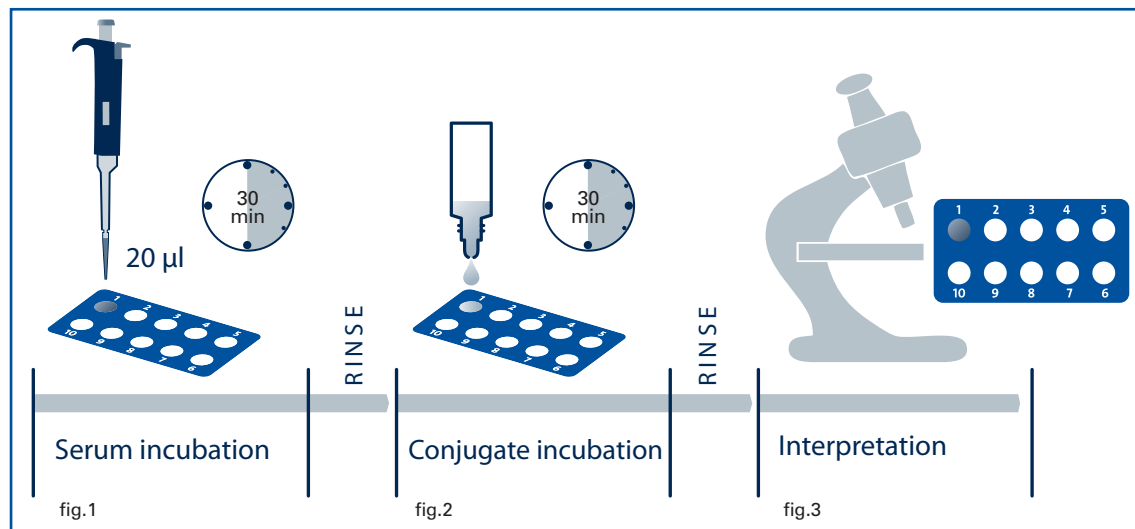 30
min
20 µl
1
2
3
4
5
10
9
8
7
6
RINSE
Serum incubation
fig.1
30
min
1
2
3
4
5
10
9
8
7
6
RINSE
Conjugate incubation
fig.2
1 2 3 4 5
10 9 8 7 6
Interpretation
fig.3